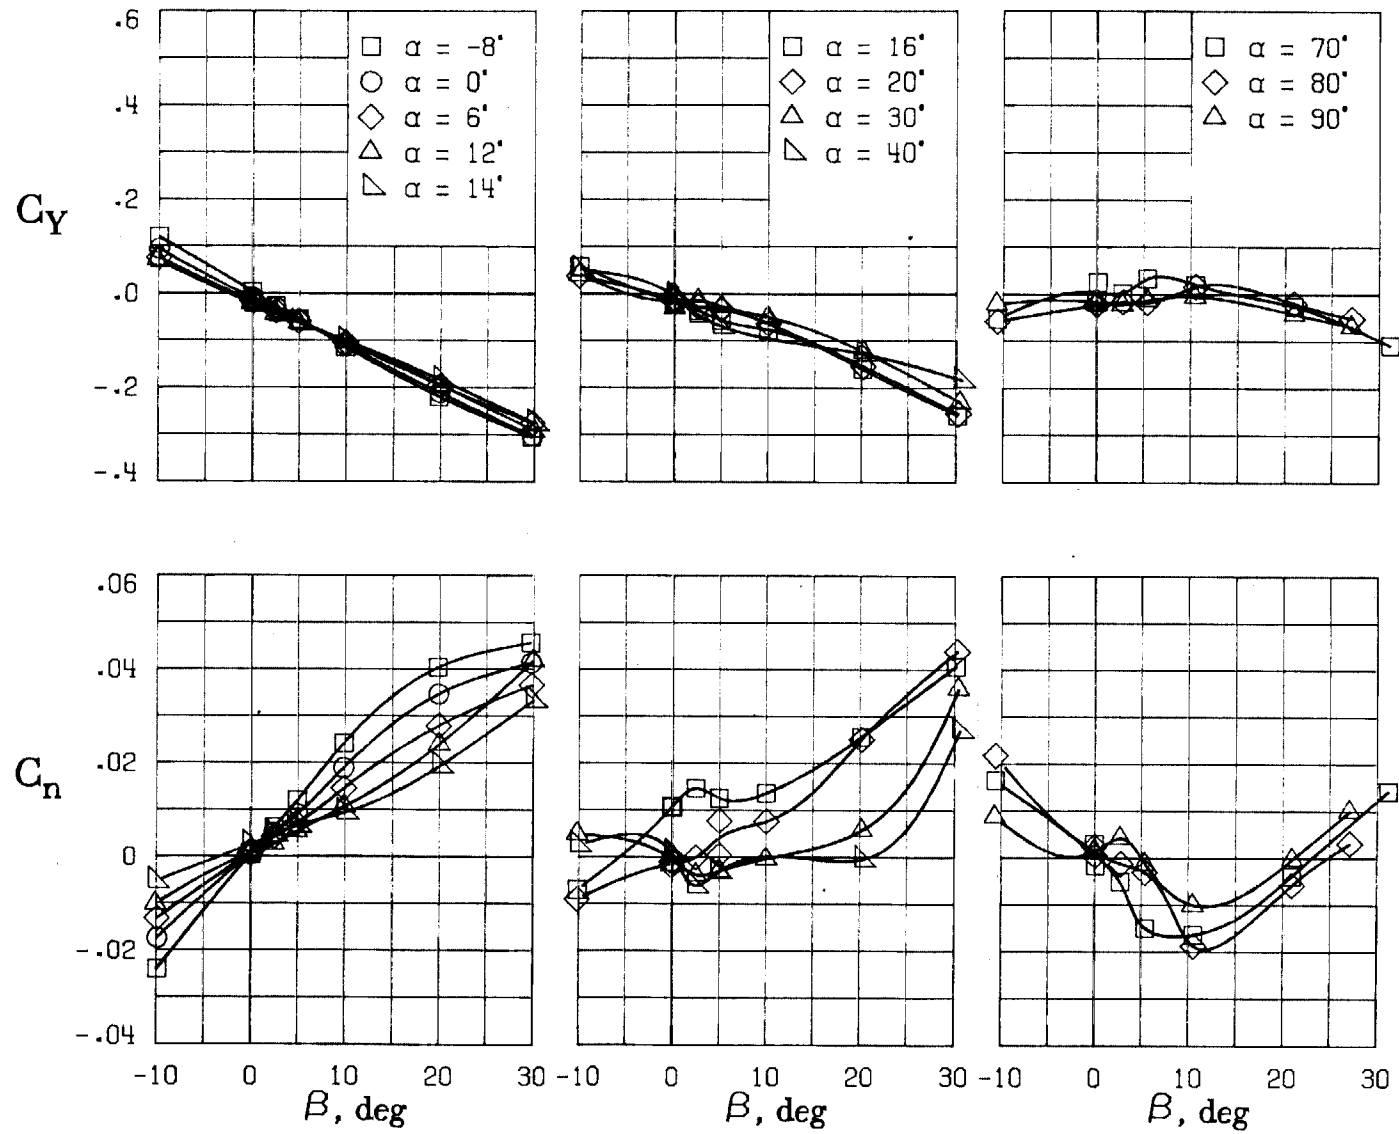 .6
.4
.2
.0
-.2
-.4
C_Y
□ α = -8°
○ α = 0°
◇ α = 6°
△ α = 12°
◺ α = 14°
□ α = 16°
◇ α = 20°
△ α = 30°
◺ α = 40°
□ α = 70°
◇ α = 80°
△ α = 90°
.06
.04
.02
0
-.02
-.04
C_n
-10 0 10 20 30
-10 0 10 20 30
-10 0 10 20 30
β, deg
β, deg
β, deg